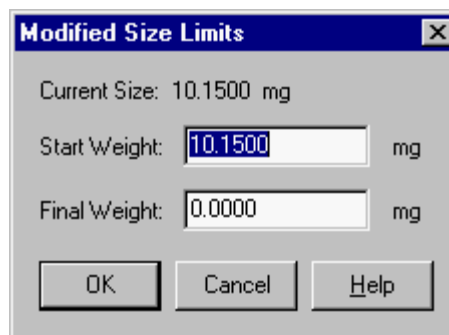 Modified Size Limits
Current Size: 10.1500 mg
Start Weight: 10.1500 mg
Final Weight: 0.0000 mg
OK Cancel Help